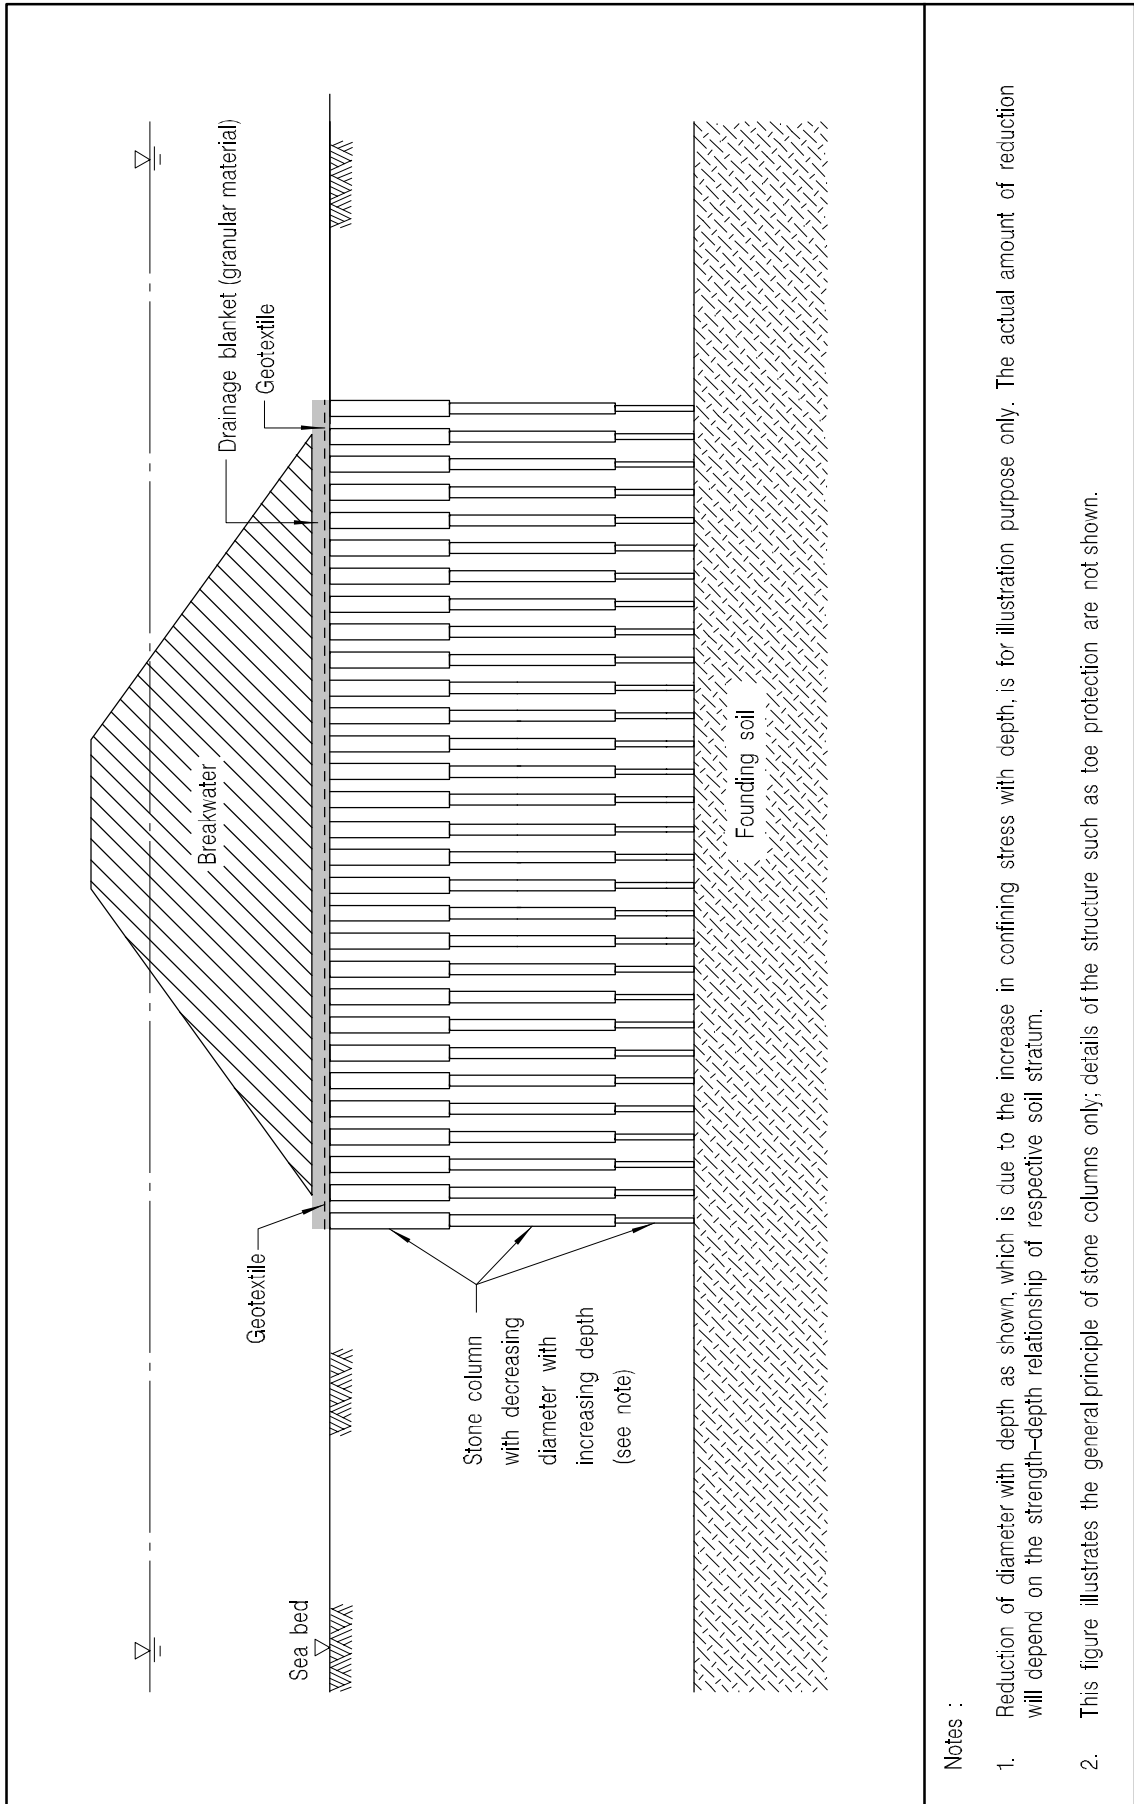 Drainage blanket (granular material)
Geotextile
Breakwater
Geotextile
Sea bed
Stone column
with decreasing
diameter with
increasing depth
(see note)
Founding soil
Notes :
1. Reduction of diameter with depth as shown, which is due to the increase in confining stress with depth, is for illustration purpose only. The actual amount of reduction
will depend on the strength-depth relationship of respective soil stratum.
2. This figure illustrates the general principle of stone columns only; details of the structure such as toe protection are not shown.